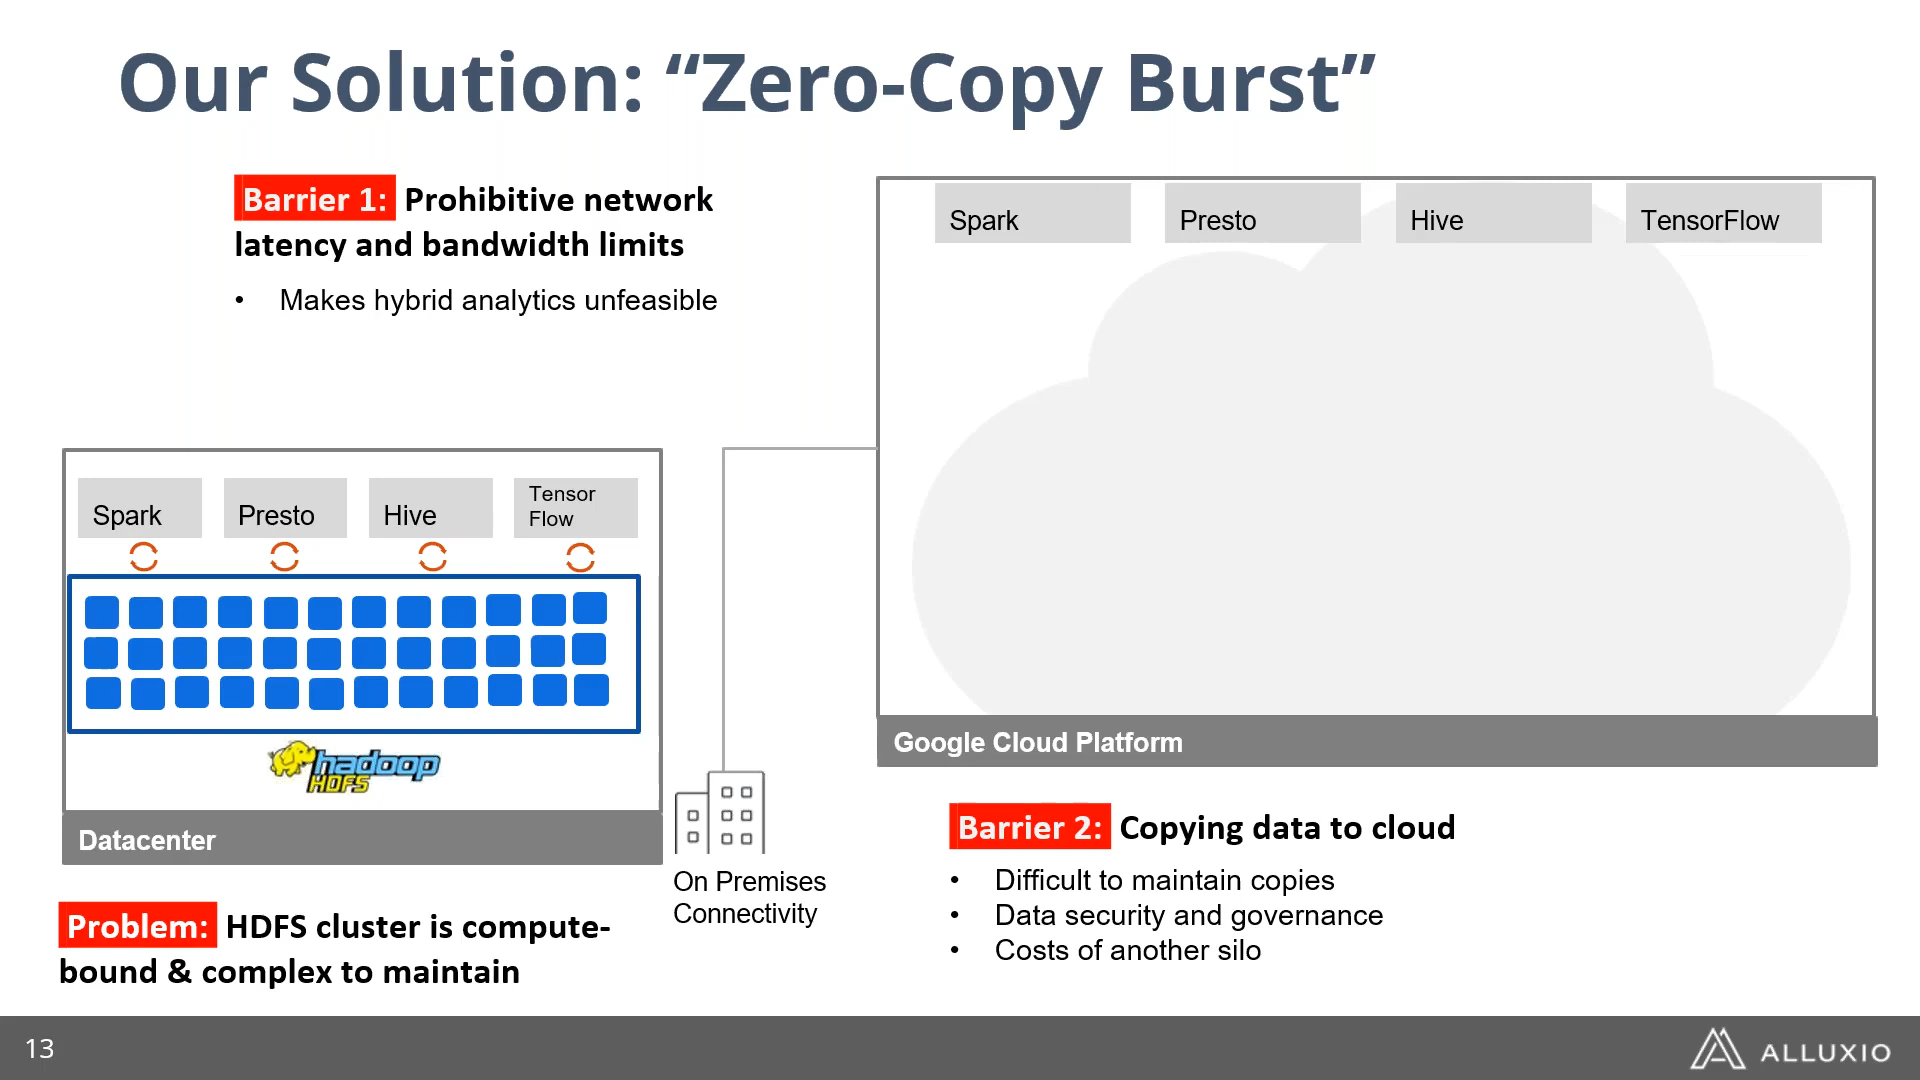 Our Solution: “Zero-Copy Burst”
Barrier 1: Prohibitive network
latency and bandwidth limits
• Makes hybrid analytics unfeasible
Spark
Presto
Hive
TensorFlow
Google Cloud Platform
Spark
Presto
Hive
Tensor
Flow
hadoop
HDFS
Datacenter
On Premises
Connectivity
Problem: HDFS cluster is compute-
bound & complex to maintain
Barrier 2: Copying data to cloud
• Difficult to maintain copies
• Data security and governance
• Costs of another silo
13
ALLUXIO